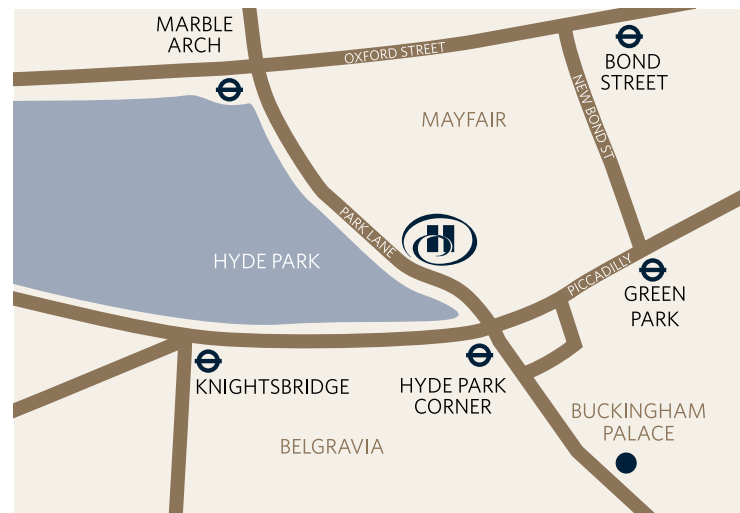 MARBLE
ARCH
OXFORD STREET
BOND
STREET
NEW BOND ST
MAYFAIR
PARK LANE
H
HYDE PARK
PICCADILLY
GREEN
PARK
KNIGHTSBRIDGE
HYDE PARK
CORNER
BUCKINGHAM
PALACE
BELGRAVIA